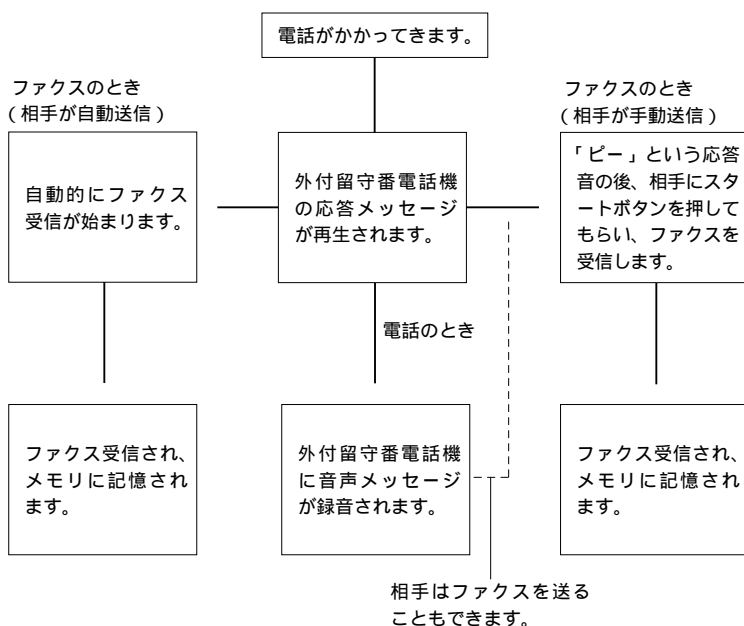 電話がかかってきます。
ファクスのとき
(相手が自動送信)
自動的にファクス
受信が始まります。
外付留守番電話機
の応答メッセージ
が再生されます。
ファクスのとき
(相手が手動送信)
「ピー」という応答
音の後、相手にスタ
ートボタンを押して
もらい、ファクスを
受信します。
電話のとき
ファクス受信され、
メモリに記憶され
ます。
外付留守番電話機
に音声メッセージ
が録音されます。
ファクス受信され、
メモリに記憶され
ます。
相手はファクスを送る
こともできます。